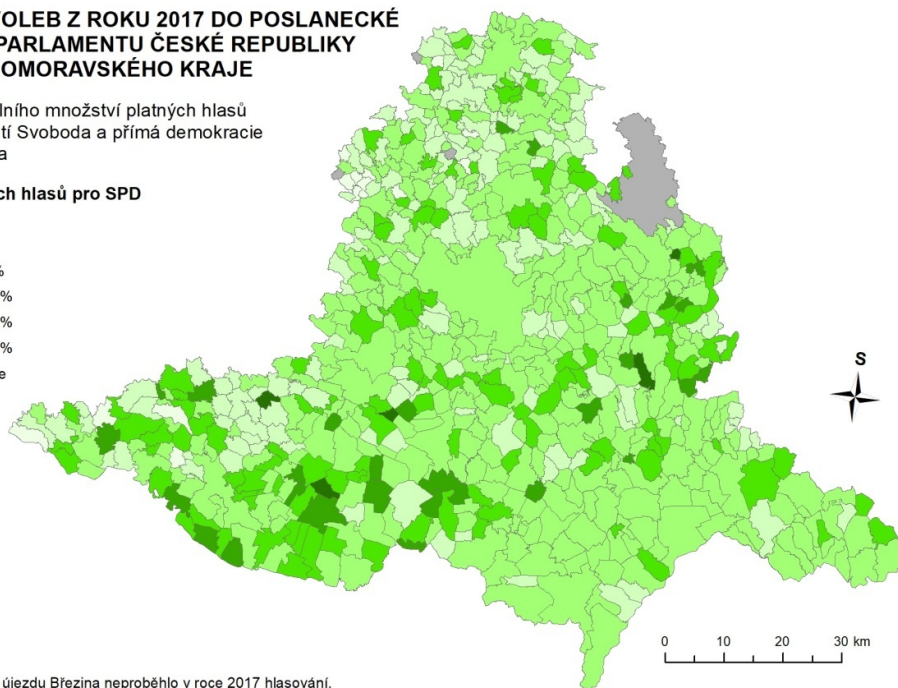 OLEB Z ROKU 2017 DO POSLANECKÉ
PARLAMENTU ČESKÉ REPUBLIKY
OMORAVSKÉHO KRAJE
lního množství platných hlasů
tí Svoboda a přímá demokracie
a
ch hlasů pro SPD
%
%
%
%
e
S
0 10 20 30 km
újezdu Březina neproběhlo v roce 2017 hlasování.